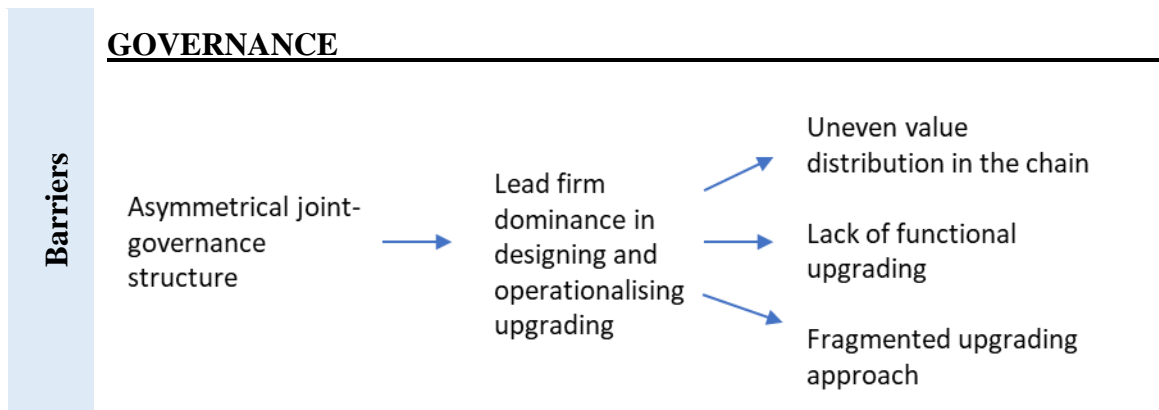 GOVERNANCE
Barriers
Asymmetrical joint-
governance
structure
Lead firm
dominance in
designing and
operationalising
upgrading
Uneven value
distribution in the chain
Lack of functional
upgrading
Fragmented upgrading
approach